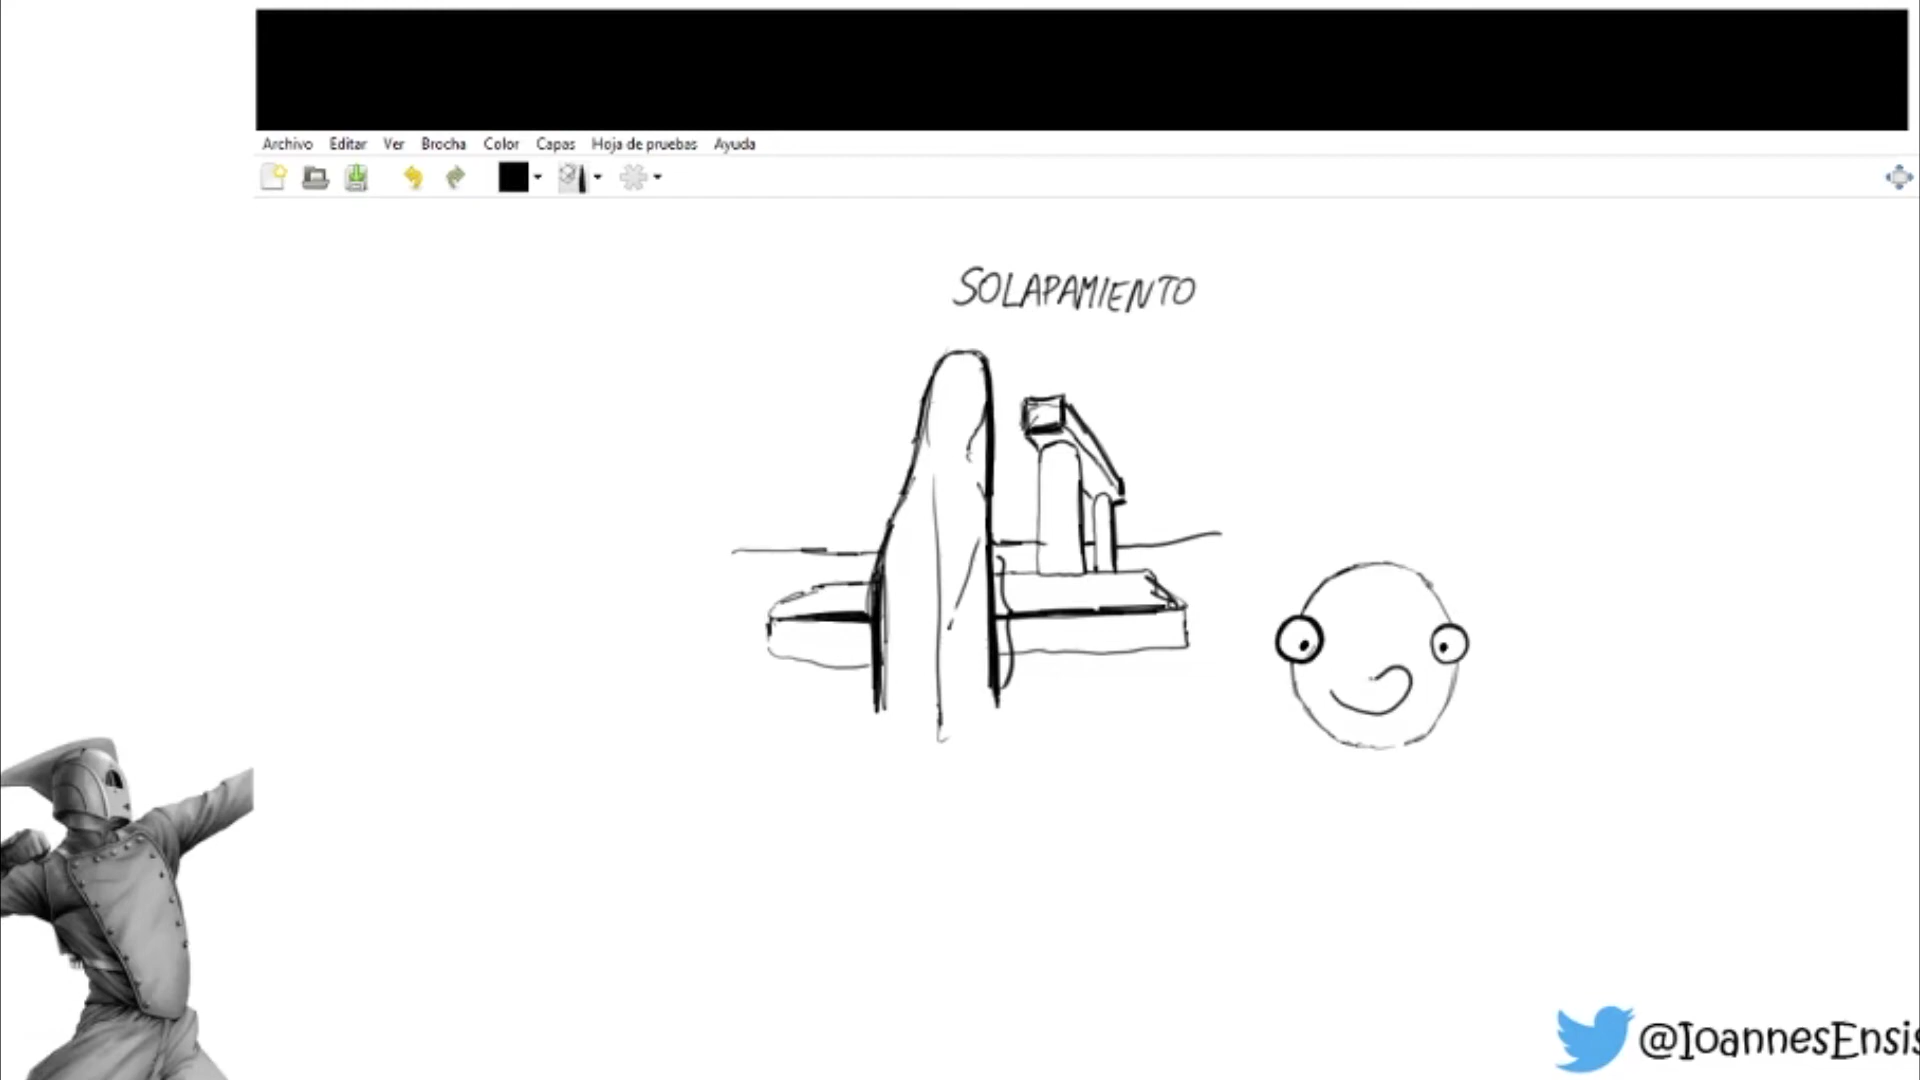 Archivo Editar Ver Brocha Color Capas Hoja de pruebas Ayuda
SOLAPAMIENTO
@IoannesEnsis